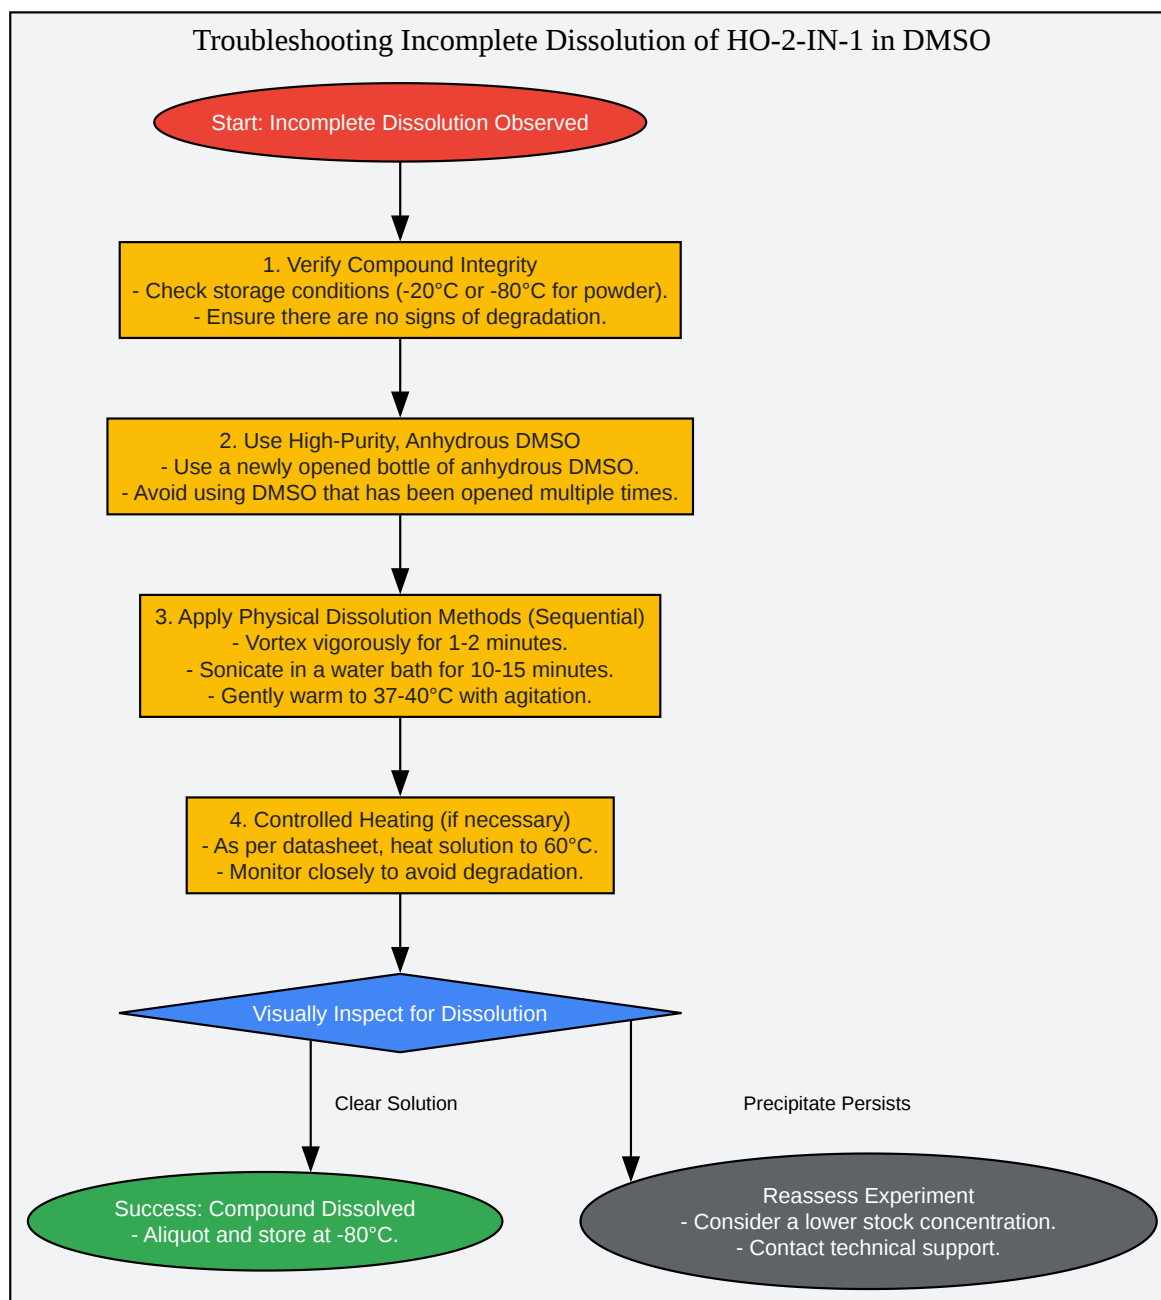 Troubleshooting Incomplete Dissolution of HO-2-IN-1 in DMSO
Start: Incomplete Dissolution Observed
1. Verify Compound Integrity
- Check storage conditions (-20°C or -80°C for powder).
- Ensure there are no signs of degradation.
2. Use High-Purity, Anhydrous DMSO
- Use a newly opened bottle of anhydrous DMSO.
- Avoid using DMSO that has been opened multiple times.
3. Apply Physical Dissolution Methods (Sequential)
- Vortex vigorously for 1-2 minutes.
- Sonicate in a water bath for 10-15 minutes.
- Gently warm to 37-40°C with agitation.
4. Controlled Heating (if necessary)
- As per datasheet, heat solution to 60°C.
- Monitor closely to avoid degradation.
Visually Inspect for Dissolution
Clear Solution
Precipitate Persists
Success: Compound Dissolved
- Aliquot and store at -80°C.
Reassess Experiment
- Consider a lower stock concentration.
- Contact technical support.